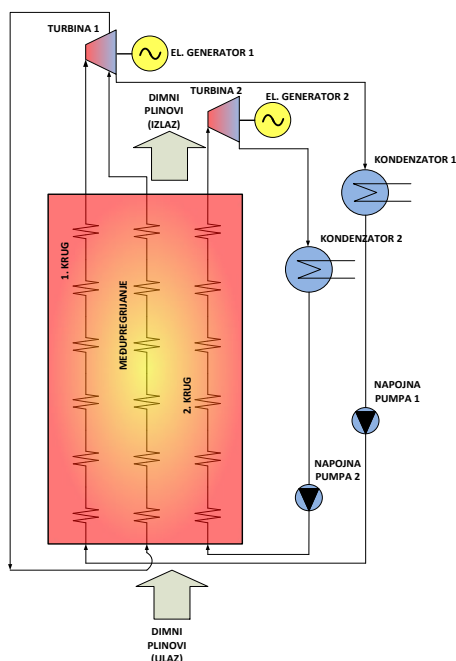 TURBINA 1
EL. GENERATOR 1
TURBINA 2
EL. GENERATOR 2
DIMNI
PLINOVI
(IZLAZ)
KONDENZATOR 1
KONDENZATOR 2
1. KRUG
MEĐUPREGRIJANJE
2. KRUG
NAPOJNA
PUMPA 1
NAPOJNA
PUMPA 2
DIMNI
PLINOVI
(ULAZ)